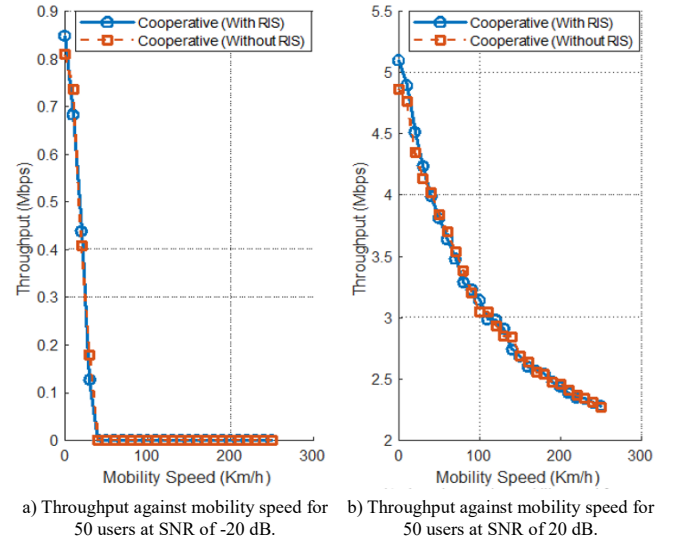 Cooperative (With RIS)
Cooperative (Without RIS)
0.9
0.8
0.7
0.6
0.5
0.4
0.3
0.2
0.1
0
Throughput (Mbps)
0
100
200
300
Mobility Speed (Km/h)
a) Throughput against mobility speed for
50 users at SNR of -20 dB.
Cooperative (With RIS)
Cooperative (Without RIS)
5.5
5
4.5
4
3.5
3
2.5
2
Throughput (Mbps)
0
100
200
300
Mobility Speed (Km/h)
b) Throughput against mobility speed for
50 users at SNR of 20 dB.